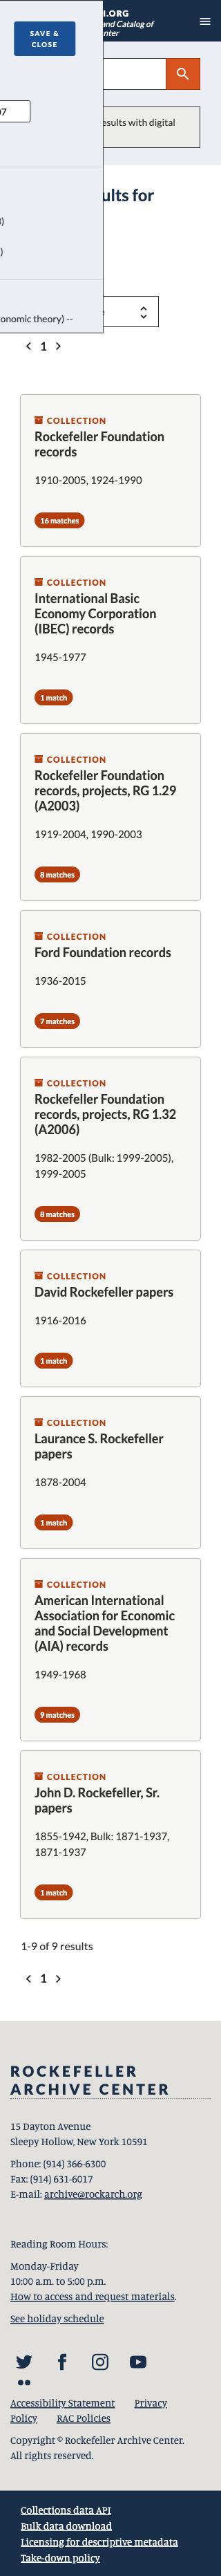 SAVE &
CLOSE
and Catalog of
results with digital
COLLECTION
Rockefeller Foundation
records
1910-2005, 1924-1990
16 matches
COLLECTION
International Basic
Economy Corporation
(IBEC) records
1945-1977
1 match
COLLECTION
Rockefeller Foundation
records, projects, RG 1.29
(A2003)
1919-2004, 1990-2003
8 matches
COLLECTION
Ford Foundation records
1936-2015
7 matches
COLLECTION
Rockefeller Foundation
records, projects, RG 1.32
(A2006)
1982-2005 (Bulk: 1999-2005),
1999-2005
8 matches
COLLECTION
David Rockefeller papers
1916-2016
1 match
COLLECTION
Laurance S. Rockefeller
papers
1878-2004
1 match
COLLECTION
American International
Association for Economic
and Social Development
(AIA) records
1949-1968
9 matches
COLLECTION
John D. Rockefeller, Sr.
papers
1855-1942, Bulk: 1871-1937,
1871-1937
1 match
1-9 of 9 results
1
ROCKEFELLER
ARCHIVE CENTER
15 Dayton Avenue
Sleepy Hollow, New York 10591
Phone: (914) 366-6300
Fax: (914) 631-6017
E-mail: archive@rockarch.org
Reading Room Hours:
Monday-Friday
10:00 a.m. to 5:00 p.m.
How to access and request materials.
See holiday schedule
Accessibility Statement Privacy
Policy RAC Policies
Copyright © Rockefeller Archive Center.
All rights reserved.
Collections data API
Bulk data download
Licensing for descriptive metadata
Take-down policy